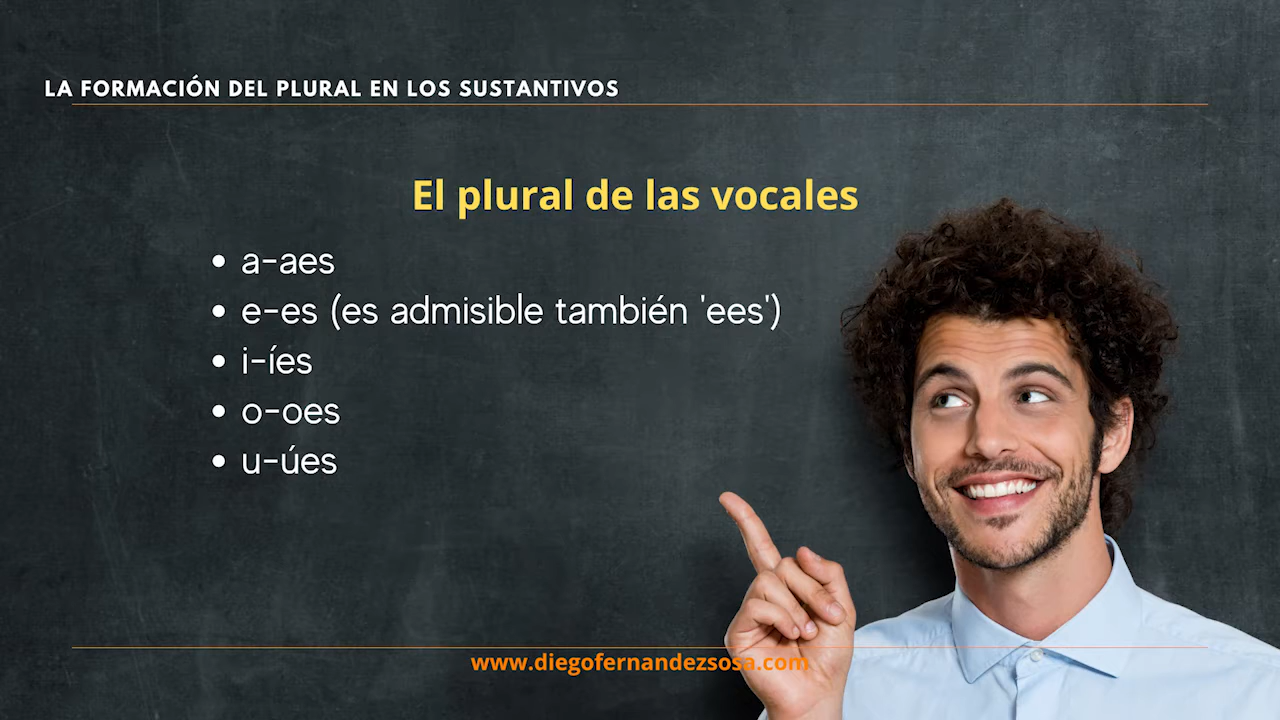 LA FORMACIÓN DEL PLURAL EN LOS SUSTANTIVOS
El plural de las vocales
• a-aes
• e-es (es admisible también 'ees')
• i-íes
• o-oes
• u-úes
www.diegofernandezsosa.com